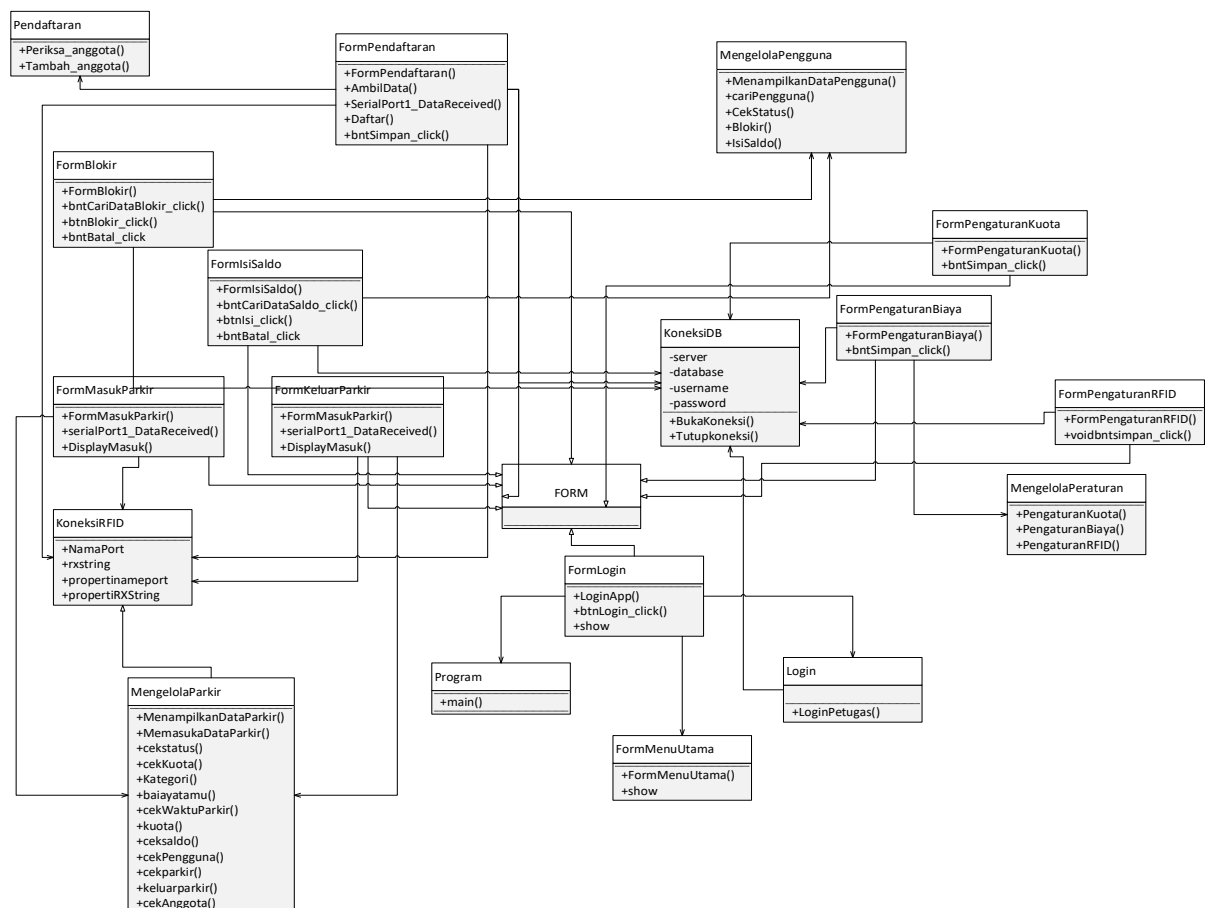 Pendaftaran
+Periksa_anggota()
+Tambah_anggota()
FormPendaftaran
+FormPendaftaran()
+AmbilData()
+SerialPort1_DataReceived()
+Daftar()
+bntSimpan_click()
MengelolaPengguna
+MenampilkanDataPengguna()
+cariPengguna()
+CekStatus()
+Blokir()
+IsiSaldo()
FormBlokir
+FormBlokir()
+bntCariDataBlokir_click()
+btnBlokir_click()
+bntBatal_click
FormPengaturanKuota
+FormPengaturanKuota()
+bntSimpan_click()
FormIsiSaldo
+FormIsiSaldo()
+bntCariDataSaldo_click()
+btnIsi_click()
+bntBatal_click
FormPengaturanBiaya
+FormPengaturanBiaya()
+bntSimpan_click()
KoneksiDB
-server
-database
-username
-password
+BukaKoneksi()
+Tutupkoneksi()
FormMasukParkir
+FormMasukParkir()
+serialPort1_DataReceived()
+DisplayMasuk()
FormKeluarParkir
+FormMasukParkir()
+serialPort1_DataReceived()
+DisplayMasuk()
FormPengaturanRFID
+FormPengaturanRFID()
+voidbntsimpan_click()
FORM
MengelolaPeraturan
+PengaturanKuota()
+PengaturanBiaya()
+PengaturanRFID()
KoneksiRFID
+NamaPort
+rxstring
+propertinameport
+propertiRXString
FormLogin
+LoginApp()
+btnLogin_click()
+show
Program
+main()
Login
+LoginPetugas()
MengelolaParkir
+MenampilkanDataParkir()
+MemasukaDataParkir()
+cekstatus()
+cekKuota()
+Kategori()
+baiayatamu()
+cekWaktuParkir()
+kuota()
+ceksaldo()
+cekPengguna()
+cekparkir()
+keluarparkir()
+cekAnggota()
FormMenuUtama
+FormMenuUtama()
+show